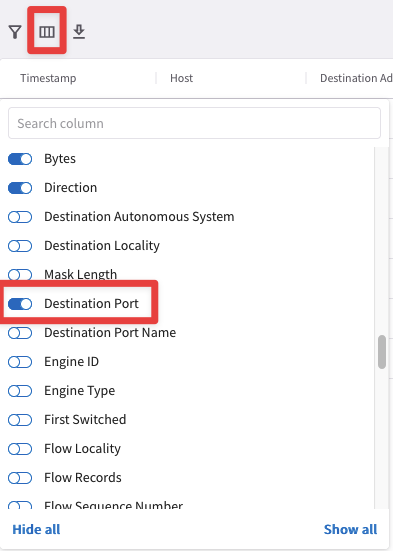 Timestamp Host Destination Ad
Search column
Bytes
Direction
Destination Autonomous System
Destination Locality
Mask Length
Destination Port
Destination Port Name
Engine ID
Engine Type
First Switched
Flow Locality
Flow Records
Flow Sequence Number
Hide all Show all